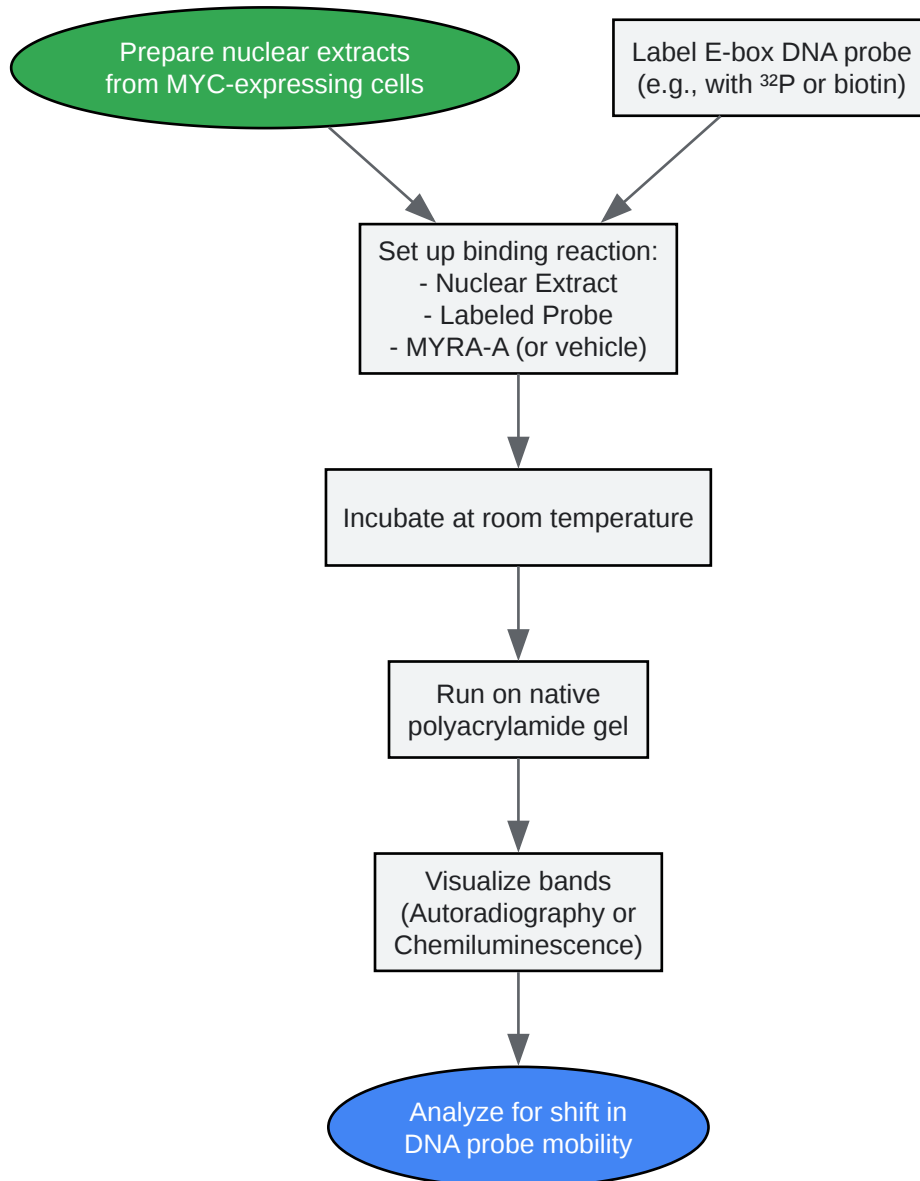 Prepare nuclear extracts
from MYC-expressing cells
Label E-box DNA probe
(e.g., with ³²P or biotin)
Set up binding reaction:
- Nuclear Extract
- Labeled Probe
- MYRA-A (or vehicle)
Incubate at room temperature
Run on native
polyacrylamide gel
Visualize bands
(Autoradiography or
Chemiluminescence)
Analyze for shift in
DNA probe mobility